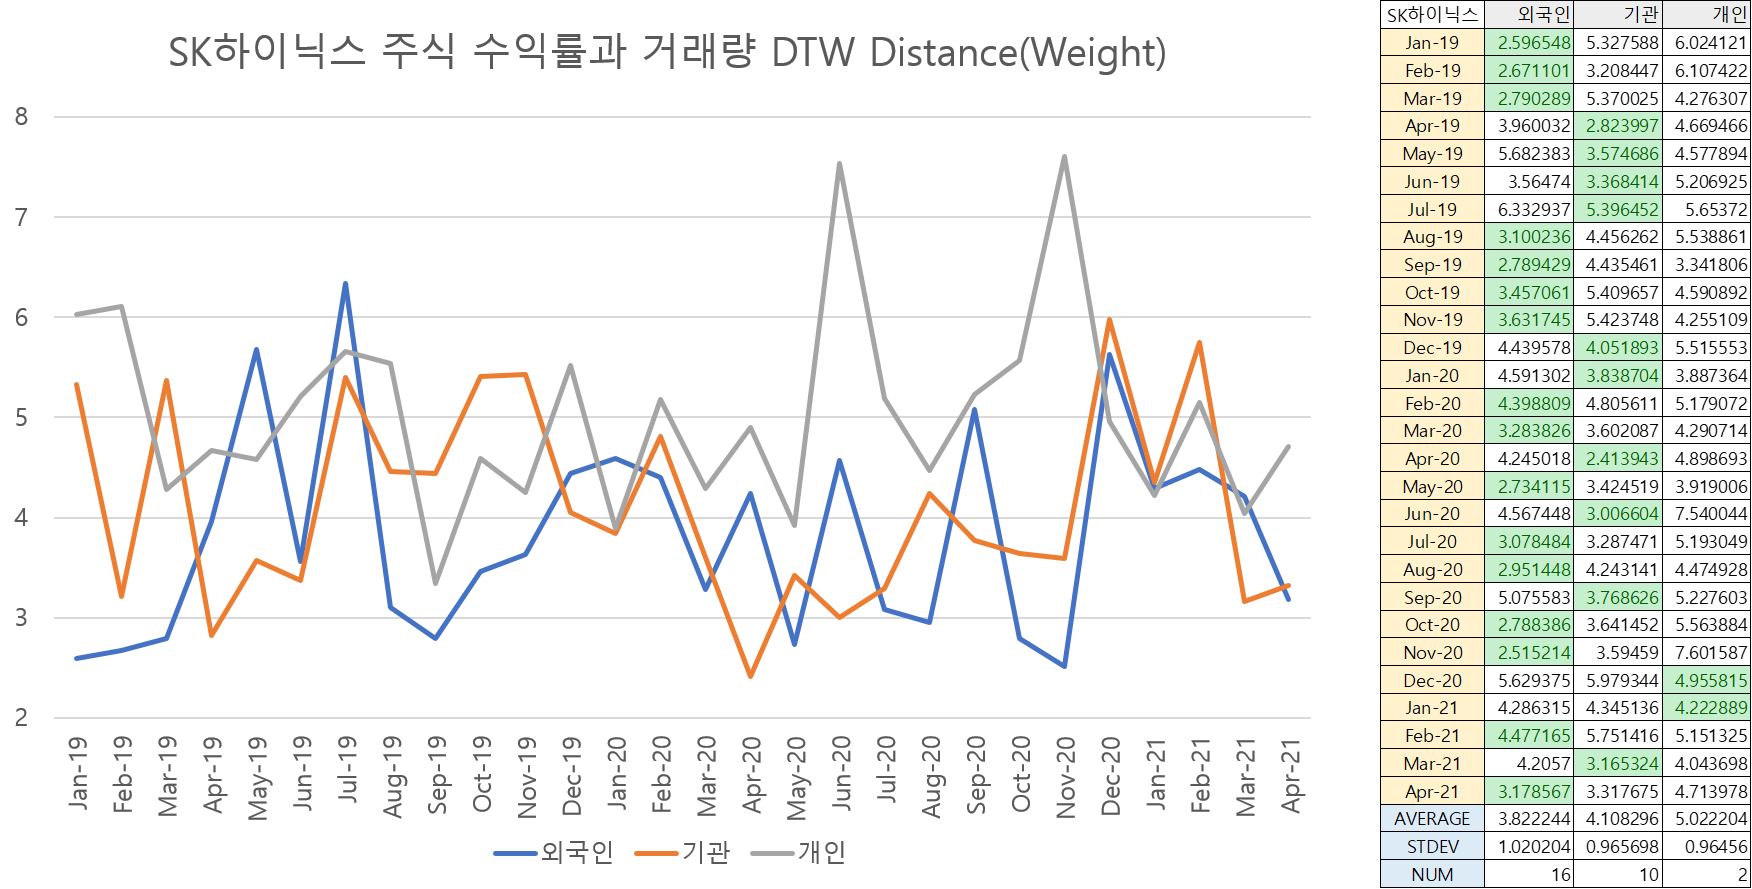 SK하이닉스 주식 수익률과 거래량 DTW Distance(Weight)
8
7
6
5
4
3
2
Jan-19 Feb-19 Mar-19 Apr-19 May-19 Jun-19 Jul-19 Aug-19 Sep-19 Oct-19 Nov-19 Dec-19 Jan-20 Feb-20 Mar-20 Apr-20 May-20 Jun-20 Jul-20 Aug-20 Sep-20 Oct-20 Nov-20 Dec-20 Jan-21 Feb-21 Mar-21 Apr-21
외국인 기관 개인
SK하이닉스 외국인 기관 개인
Jan-19 2.596548 5.327588 6.024121
Feb-19 2.671101 3.208447 6.107422
Mar-19 2.790289 5.370025 4.276307
Apr-19 3.960032 2.823997 4.669466
May-19 5.682383 3.574686 4.577894
Jun-19 3.56474 3.368414 5.206925
Jul-19 6.332937 5.396452 5.65372
Aug-19 3.100236 4.456262 5.538861
Sep-19 2.789429 4.435461 3.341806
Oct-19 3.457061 5.409657 4.590892
Nov-19 3.631745 5.423748 4.255109
Dec-19 4.439578 4.051893 5.515553
Jan-20 4.591302 3.838704 3.887364
Feb-20 4.398809 4.805611 5.179072
Mar-20 3.283826 3.602087 4.290714
Apr-20 4.245018 2.413943 4.898693
May-20 2.734115 3.424519 3.919006
Jun-20 4.567448 3.006604 7.540044
Jul-20 3.078484 3.287471 5.193049
Aug-20 2.951448 4.243141 4.474928
Sep-20 5.075583 3.768626 5.227603
Oct-20 2.788386 3.641452 5.563884
Nov-20 2.515214 3.59459 7.601587
Dec-20 5.629375 5.979344 4.955815
Jan-21 4.286315 4.345136 4.222889
Feb-21 4.477165 5.751416 5.151325
Mar-21 4.2057 3.165324 4.043698
Apr-21 3.178567 3.317675 4.713978
AVERAGE 3.822244 4.108296 5.022204
STDEV 1.020204 0.965698 0.96456
NUM 16 10 2